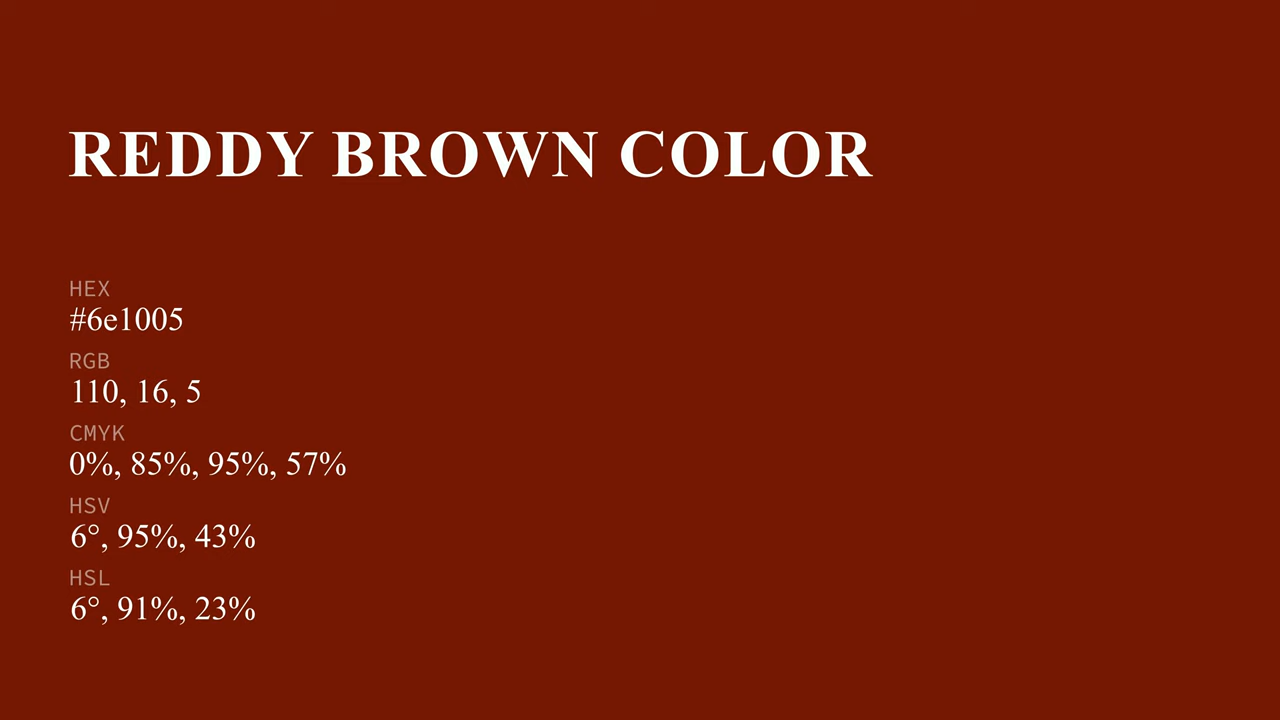 REDDY BROWN COLOR
HEX
#6e1005
RGB
110, 16, 5
CMYK
0%, 85%, 95%, 57%
HSV
6°, 95%, 43%
HSL
6°, 91%, 23%